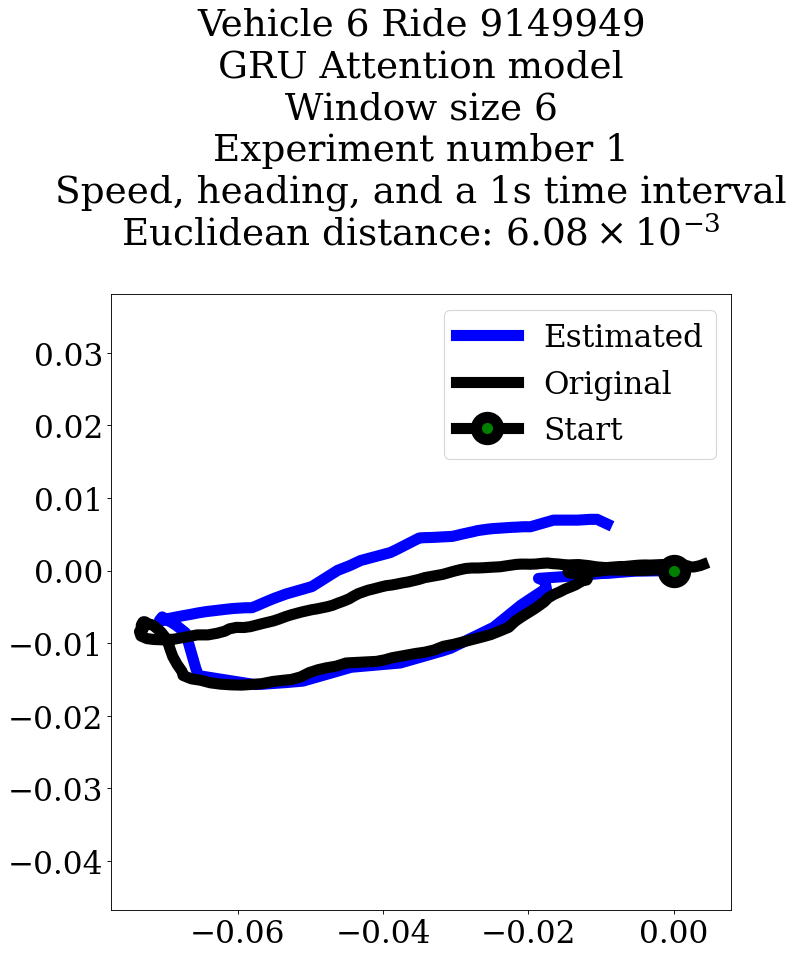 Vehicle 6 Ride 9149949
GRU Attention model
Window size 6
Experiment number 1
Speed, heading, and a 1s time interval
Euclidean distance: 6.08 × 10⁻³
Estimated
Original
Start
0.03
0.02
0.01
0.00
−0.01
−0.02
−0.03
−0.04
−0.06
−0.04
−0.02
0.00